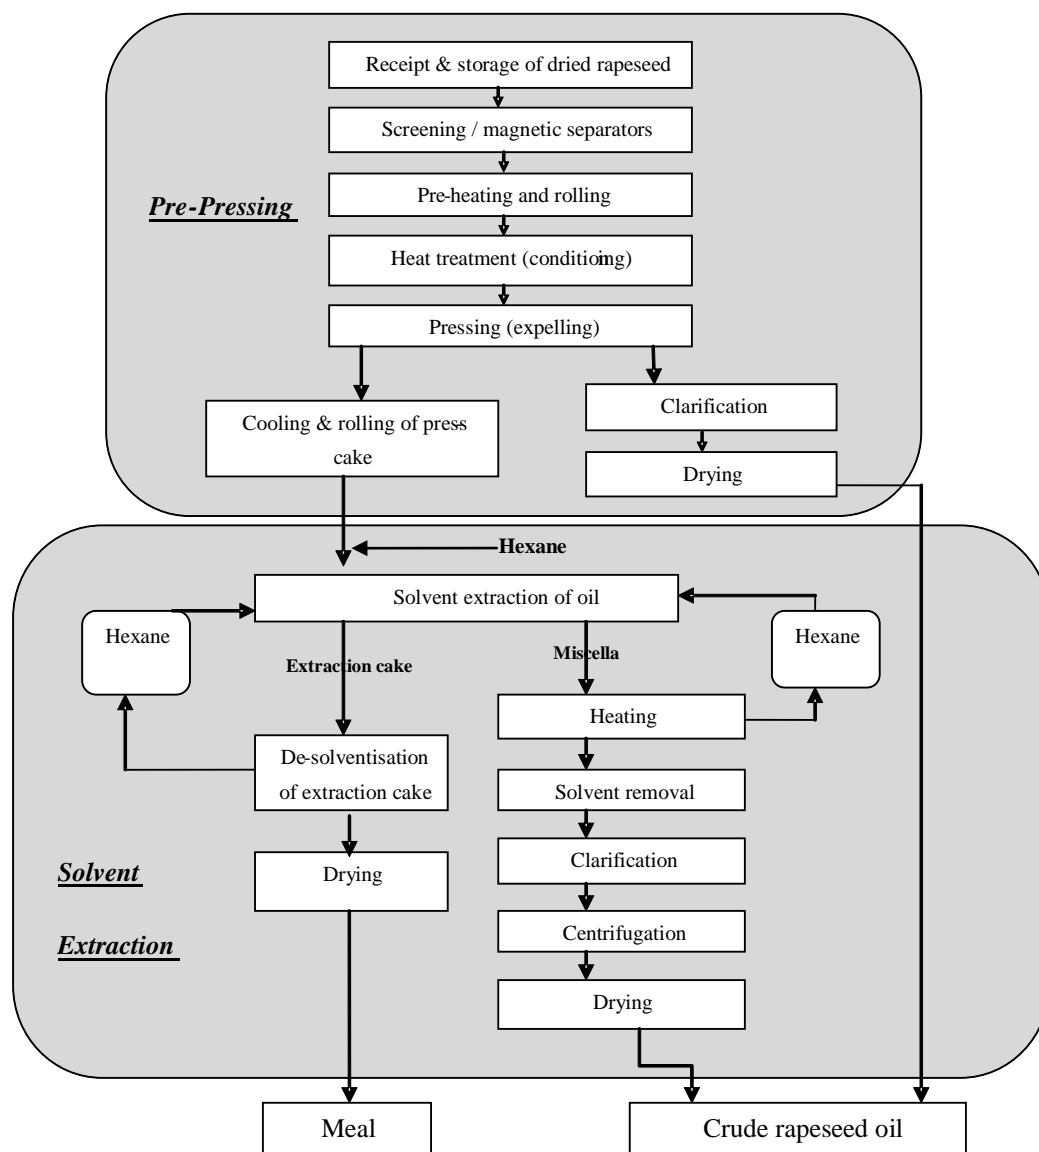 Receipt & storage of dried rapeseed
Screening / magnetic separators
Pre-Pressing
Pre-heating and rolling
Heat treatment (conditioing)
Pressing (expelling)
Cooling & rolling of press
cake
Clarification
Drying
Hexane
Solvent extraction of oil
Hexane
Hexane
Extraction cake
Miscella
Heating
De-solventisation
of extraction cake
Solvent removal
Solvent
Extraction
Drying
Clarification
Centrifugation
Drying
Meal
Crude rapeseed oil